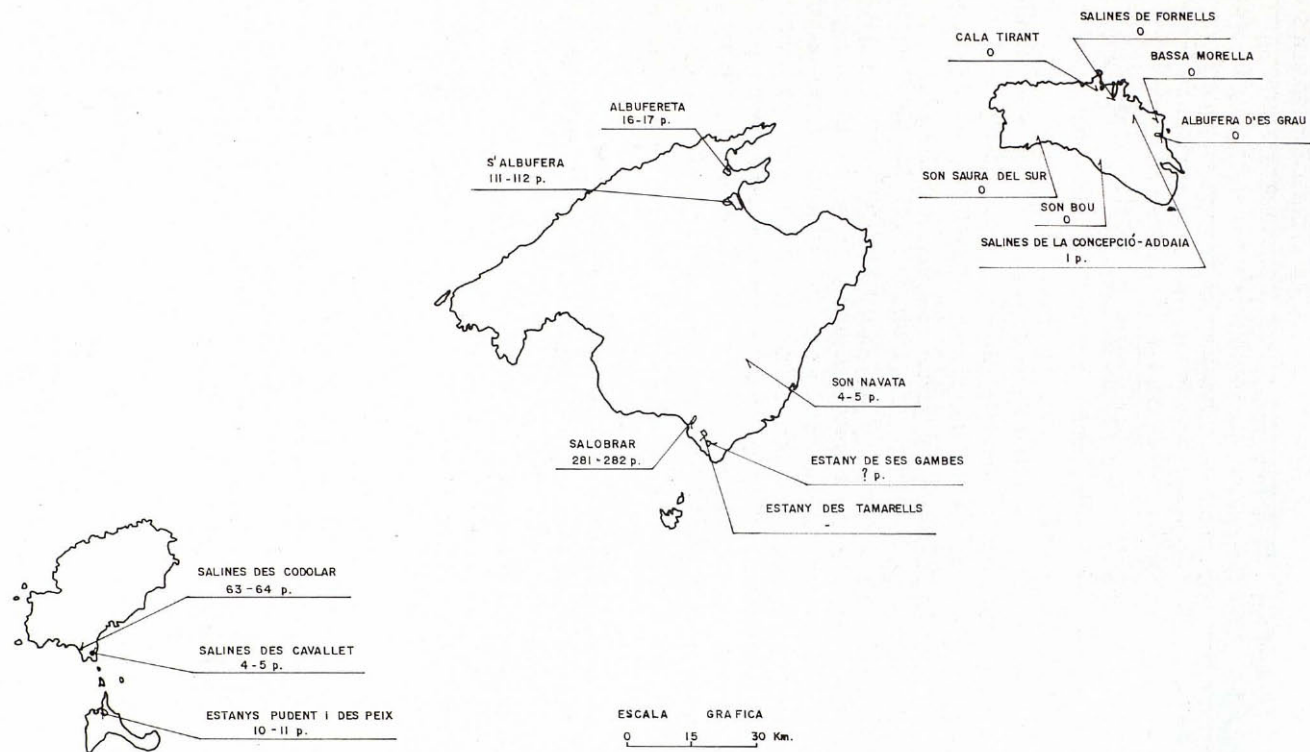 SALINES DE FORNELLS
0
CALA TIRANT
0
BASSA MORELLA
0
ALBUFERA D'ES GRAU
0
SON SAURA DEL SUR
0
SON BOU
0
SALINES DE LA CONCEPCIÓ-ADDAIA
1 p.
ALBUFERETA
16-17 p.
S'ALBUFERA
111-112 p.
SON NAVATA
4-5 p.
SALOBRAR
281-282 p.
ESTANY DE SES GAMBES
? p.
ESTANY DES TAMARELLS
-
SALINES DES CODOLAR
63-64 p.
SALINES DES CAVALLET
4-5 p.
ESTANYS PUDENT I DES PEIX
10-11 p.
ESCALA GRAFICA
0 15 30 Km.